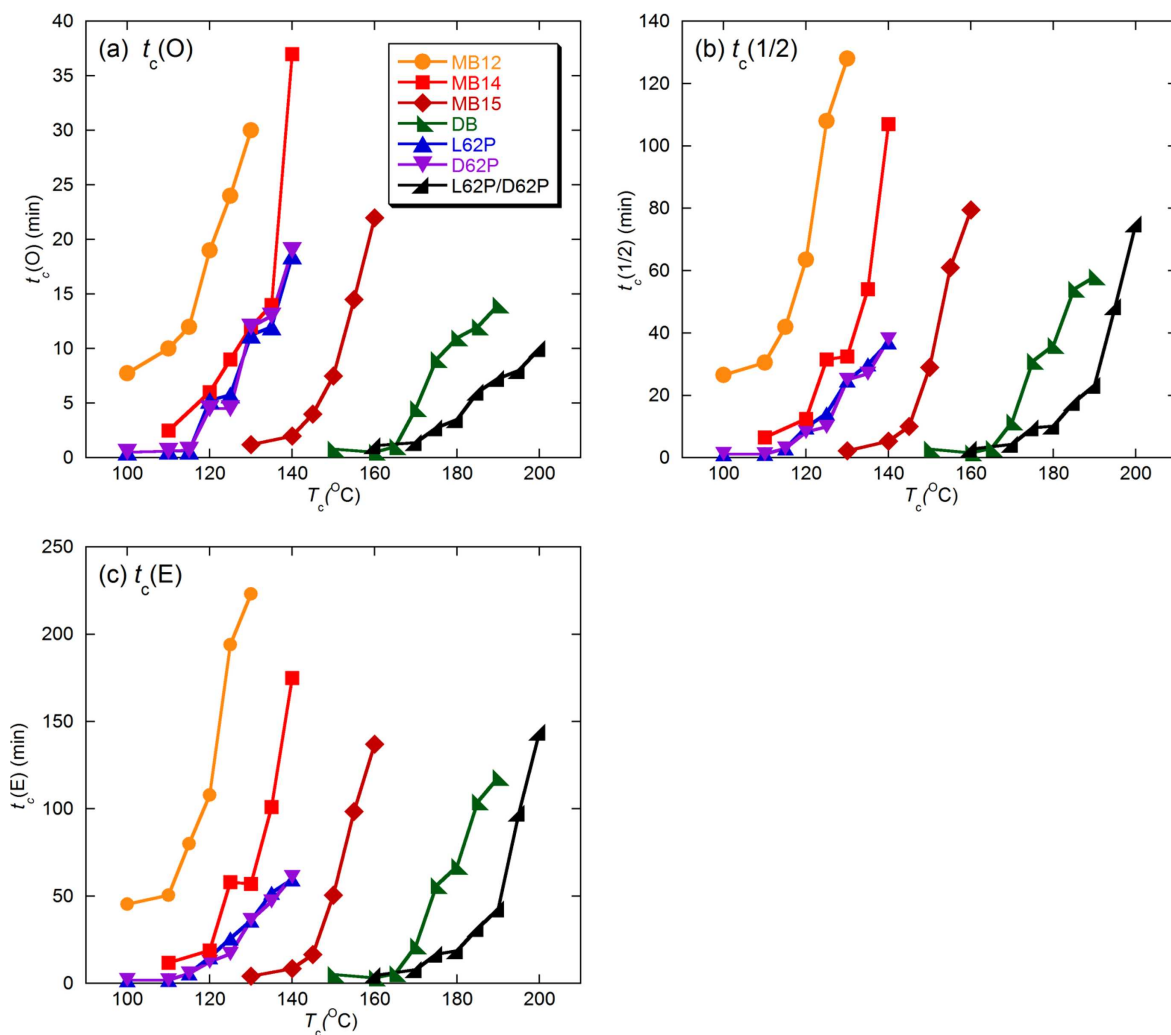 (a) t_c(O)
40
35
30
25
20
15
10
5
0
t_c(O) (min)
100 120 140 160 180 200
T_c(°C)
MB12
MB14
MB15
DB
L62P
D62P
L62P/D62P
(b) t_c(1/2)
140
120
100
80
60
40
20
0
t_c(1/2) (min)
100 120 140 160 180 200
T_c(°C)
(c) t_c(E)
250
200
150
100
50
0
t_c(E) (min)
100 120 140 160 180 200
T_c(°C)